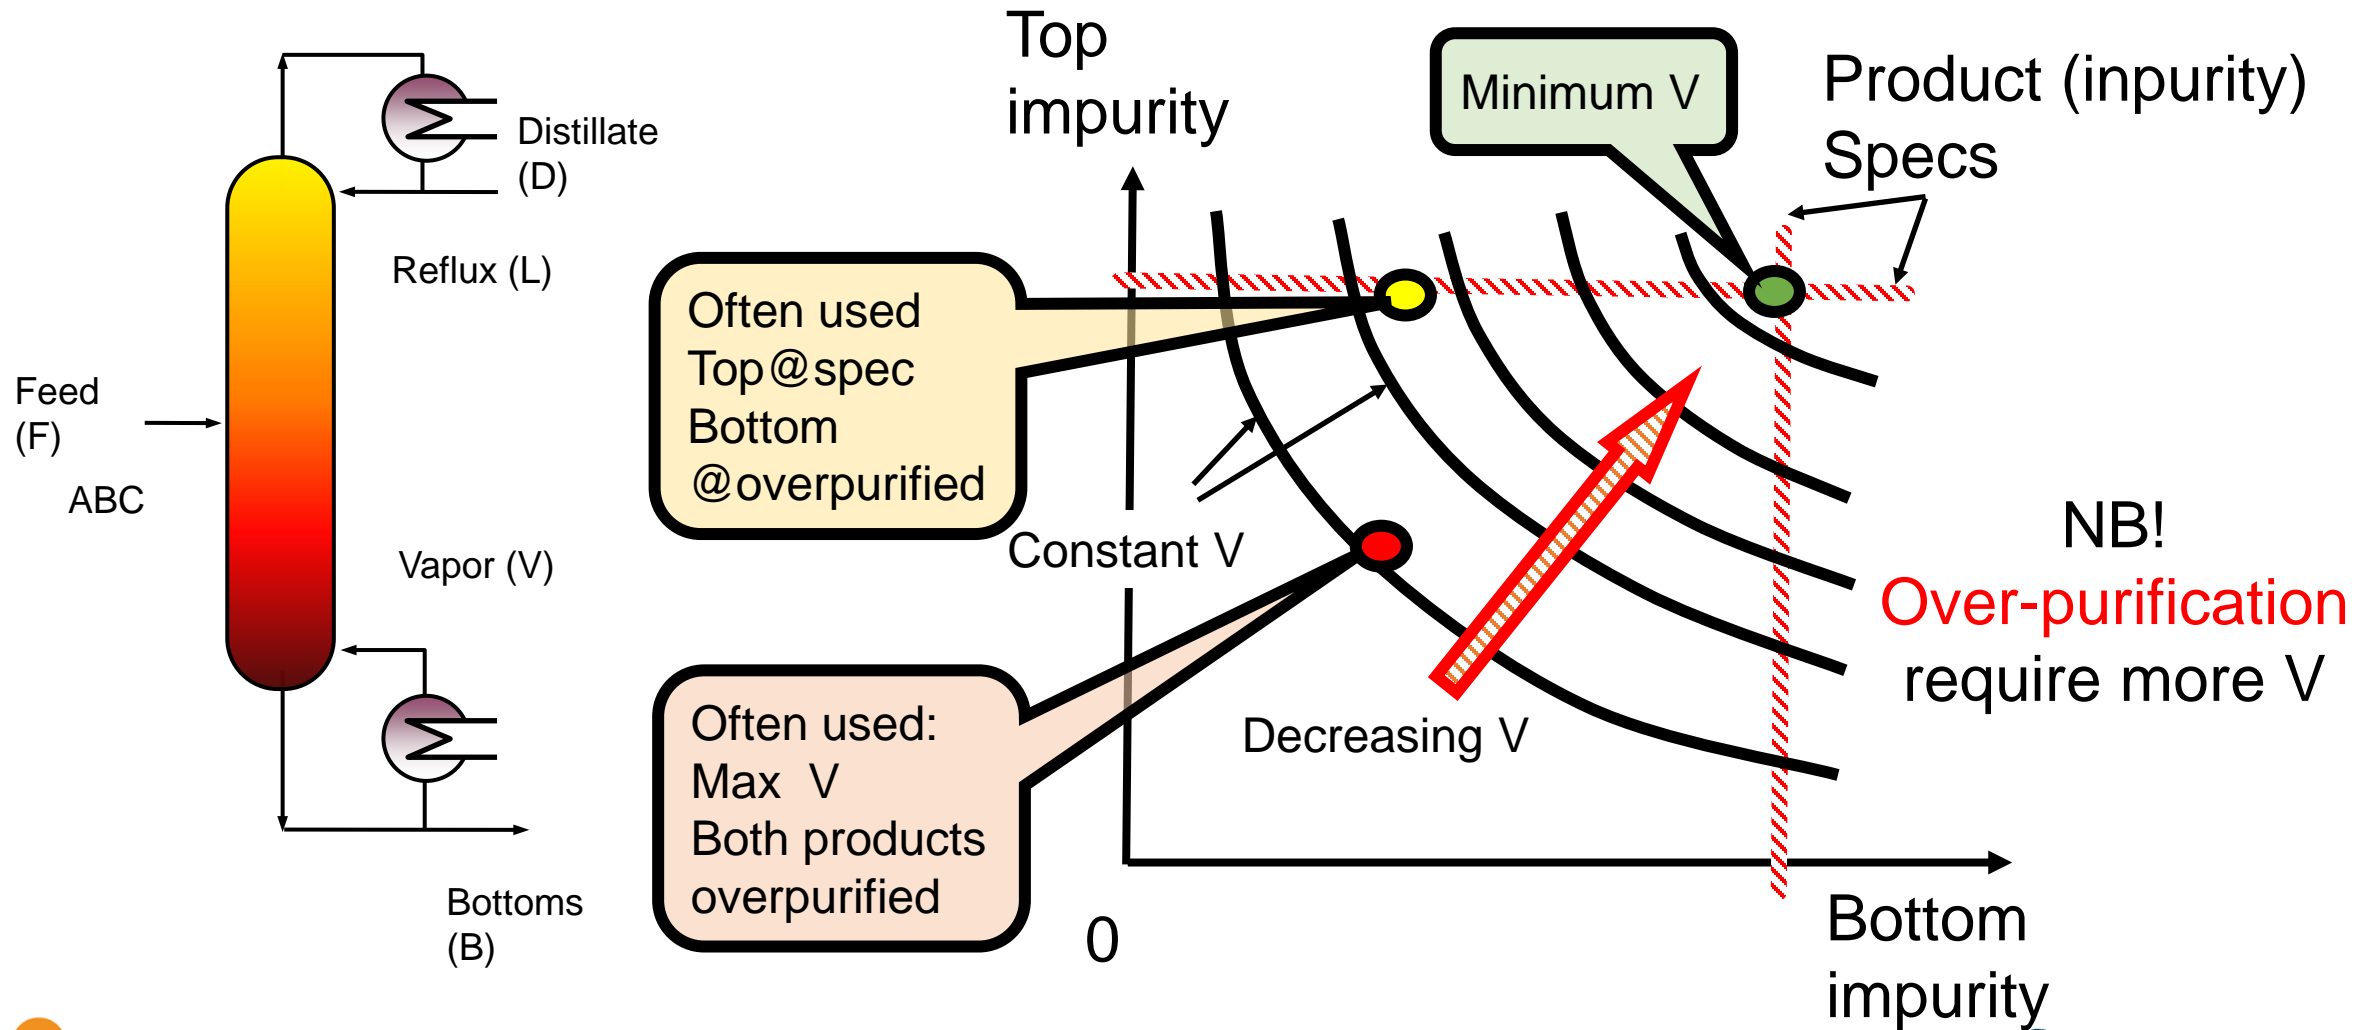 Distillate
(D)
Reflux (L)
Feed
(F)
ABC
Vapor (V)
Bottoms
(B)
Top
impurity
Minimum V
Product (inpurity)
Specs
Often used
Top@spec
Bottom
@overpurified
Constant V
Often used:
Max V
Both products
overpurified
Decreasing V
NB!
Over-purification
require more V
0
Bottom
impurity